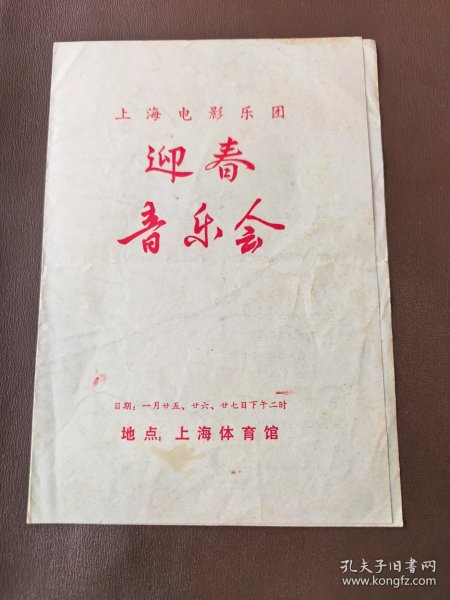 上海电影乐团
迎春
音乐会
日期：一月廿五、廿六、廿七日下午二时
地点：上海体育馆
孔夫子旧书网
www.kongfz.com